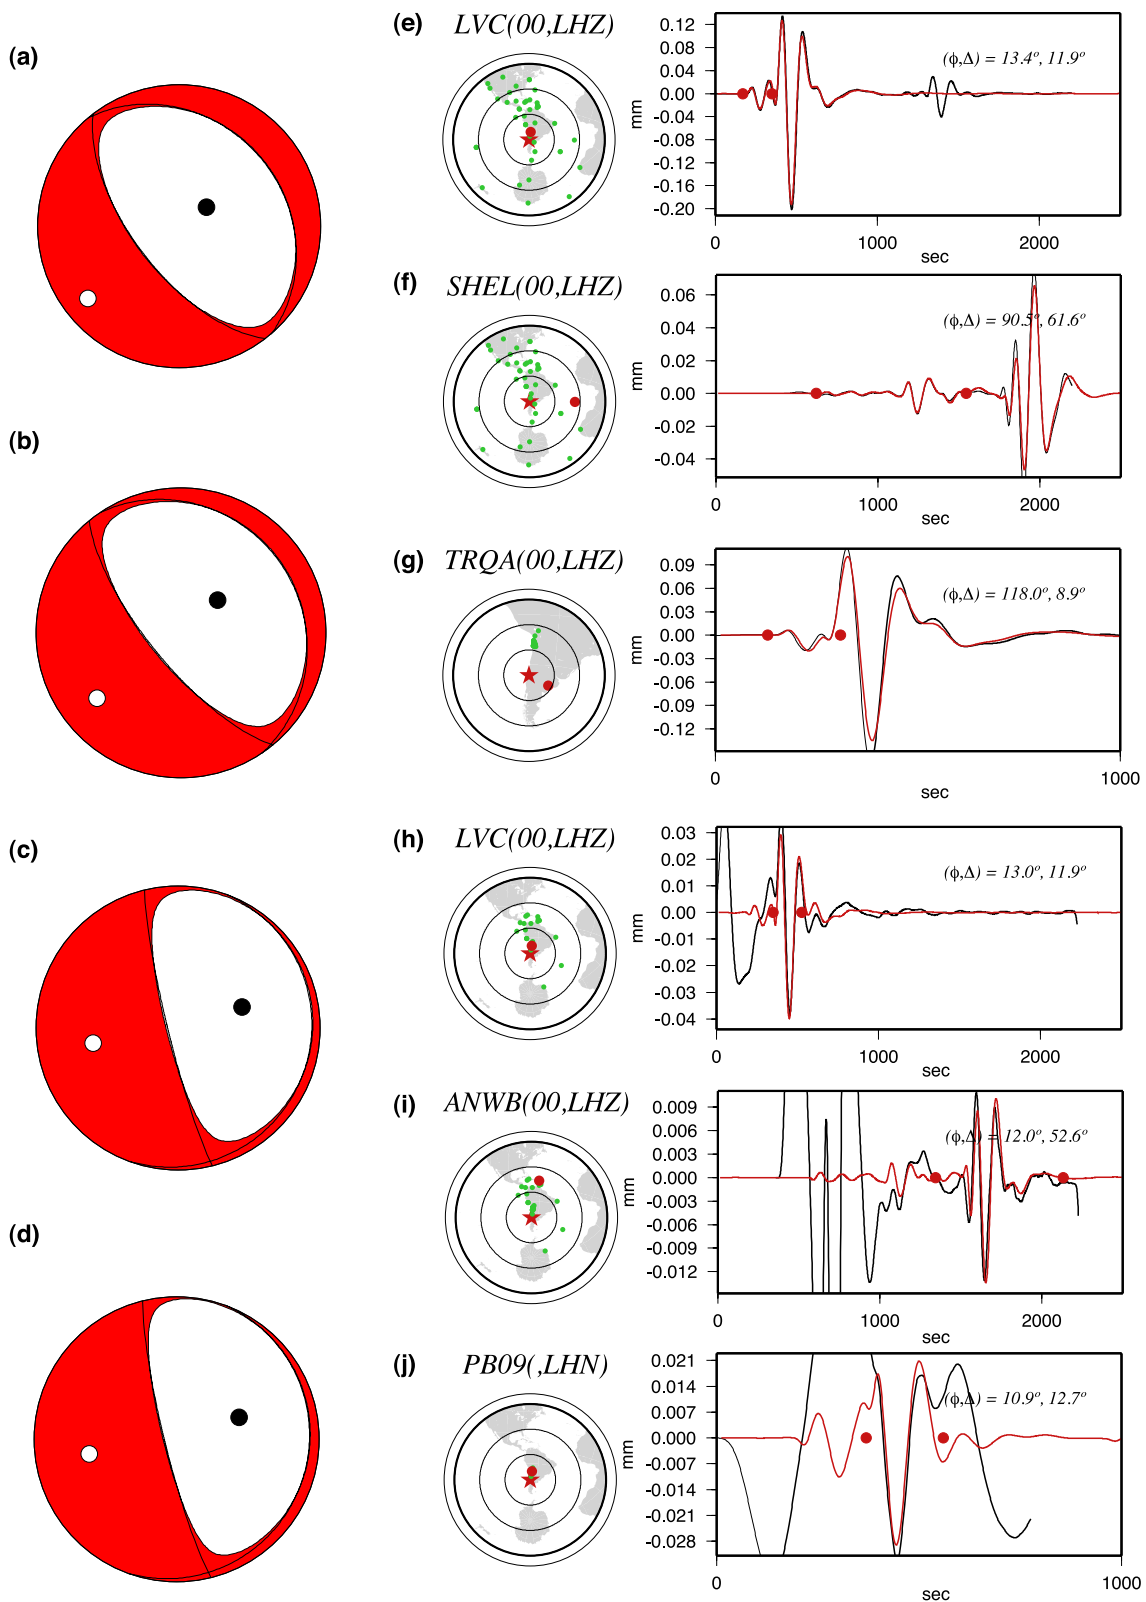 (a)
(b)
(c)
(d)
(e) LVC(00,LHZ)
0.12
0.08
0.04
0.00
-0.04
-0.08
-0.12
-0.16
-0.20
mm
(ϕ,Δ) = 13.4°, 11.9°
0 1000 2000
sec
(f) SHEL(00,LHZ)
0.06
0.04
0.02
0.00
-0.02
-0.04
mm
(ϕ,Δ) = 90.5°, 61.6°
0 1000 2000
sec
(g) TRQA(00,LHZ)
0.09
0.06
0.03
0.00
-0.03
-0.06
-0.09
-0.12
mm
(ϕ,Δ) = 118.0°, 8.9°
0 1000
sec
(h) LVC(00,LHZ)
0.03
0.02
0.01
0.00
-0.01
-0.02
-0.03
-0.04
mm
(ϕ,Δ) = 13.0°, 11.9°
0 1000 2000
sec
(i) ANWB(00,LHZ)
0.009
0.006
0.003
0.000
-0.003
-0.006
-0.009
-0.012
mm
(ϕ,Δ) = 12.0°, 52.6°
0 1000 2000
sec
(j) PB09(,LHN)
0.021
0.014
0.007
0.000
-0.007
-0.014
-0.021
-0.028
mm
(ϕ,Δ) = 10.9°, 12.7°
0 1000
sec